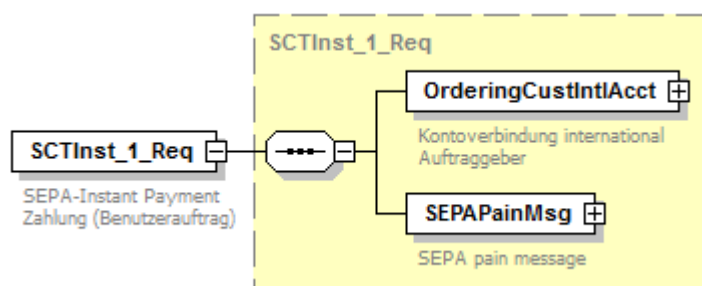 SCTInst_1_Req
OrderingCustIntlAcct
Kontoverbindung international
Auftraggeber
SCTInst_1_Req
SEPA-Instant Payment
Zahlung (Benutzerauftrag)
SEPAPainMsg
SEPA pain message